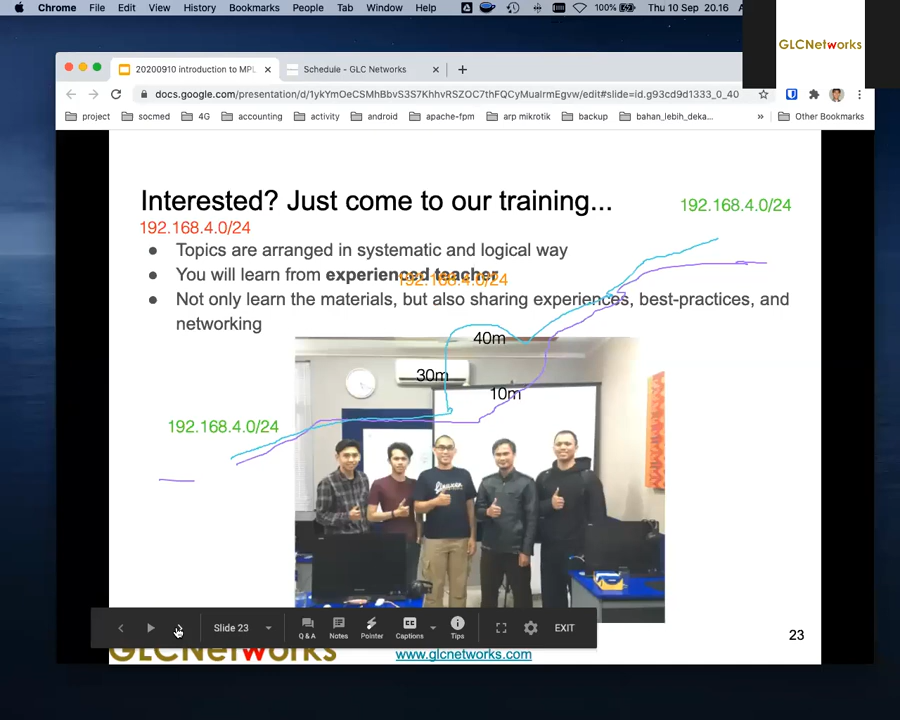 Chrome File Edit View History Bookmarks People Tab Window Help 100% Thu 10 Sep 20.16
GLCNetworks
20200910 introduction to MPL Schedule - GLC Networks
docs.google.com/presentation/d/1ykYmOeCSMhBbvS3S7KhhvRSZOC7thFQCyMualrmEgvw/edit#slide=id.g93cd9d1333_0_40
project socmed 4G accounting activity android apache-fpm arp mikrotik backup bahan_lebih_deka... » Other Bookmarks
Interested? Just come to our training...
192.168.4.0/24
192.168.4.0/24
● Topics are arranged in systematic and logical way
● You will learn from experienced teacher
192.168.4.0/24
● Not only learn the materials, but also sharing experiences, best-practices, and
networking
40m
30m
10m
192.168.4.0/24
Slide 23 Q & A Notes Pointer Captions Tips EXIT
23
GLCNetworks
www.glcnetworks.com